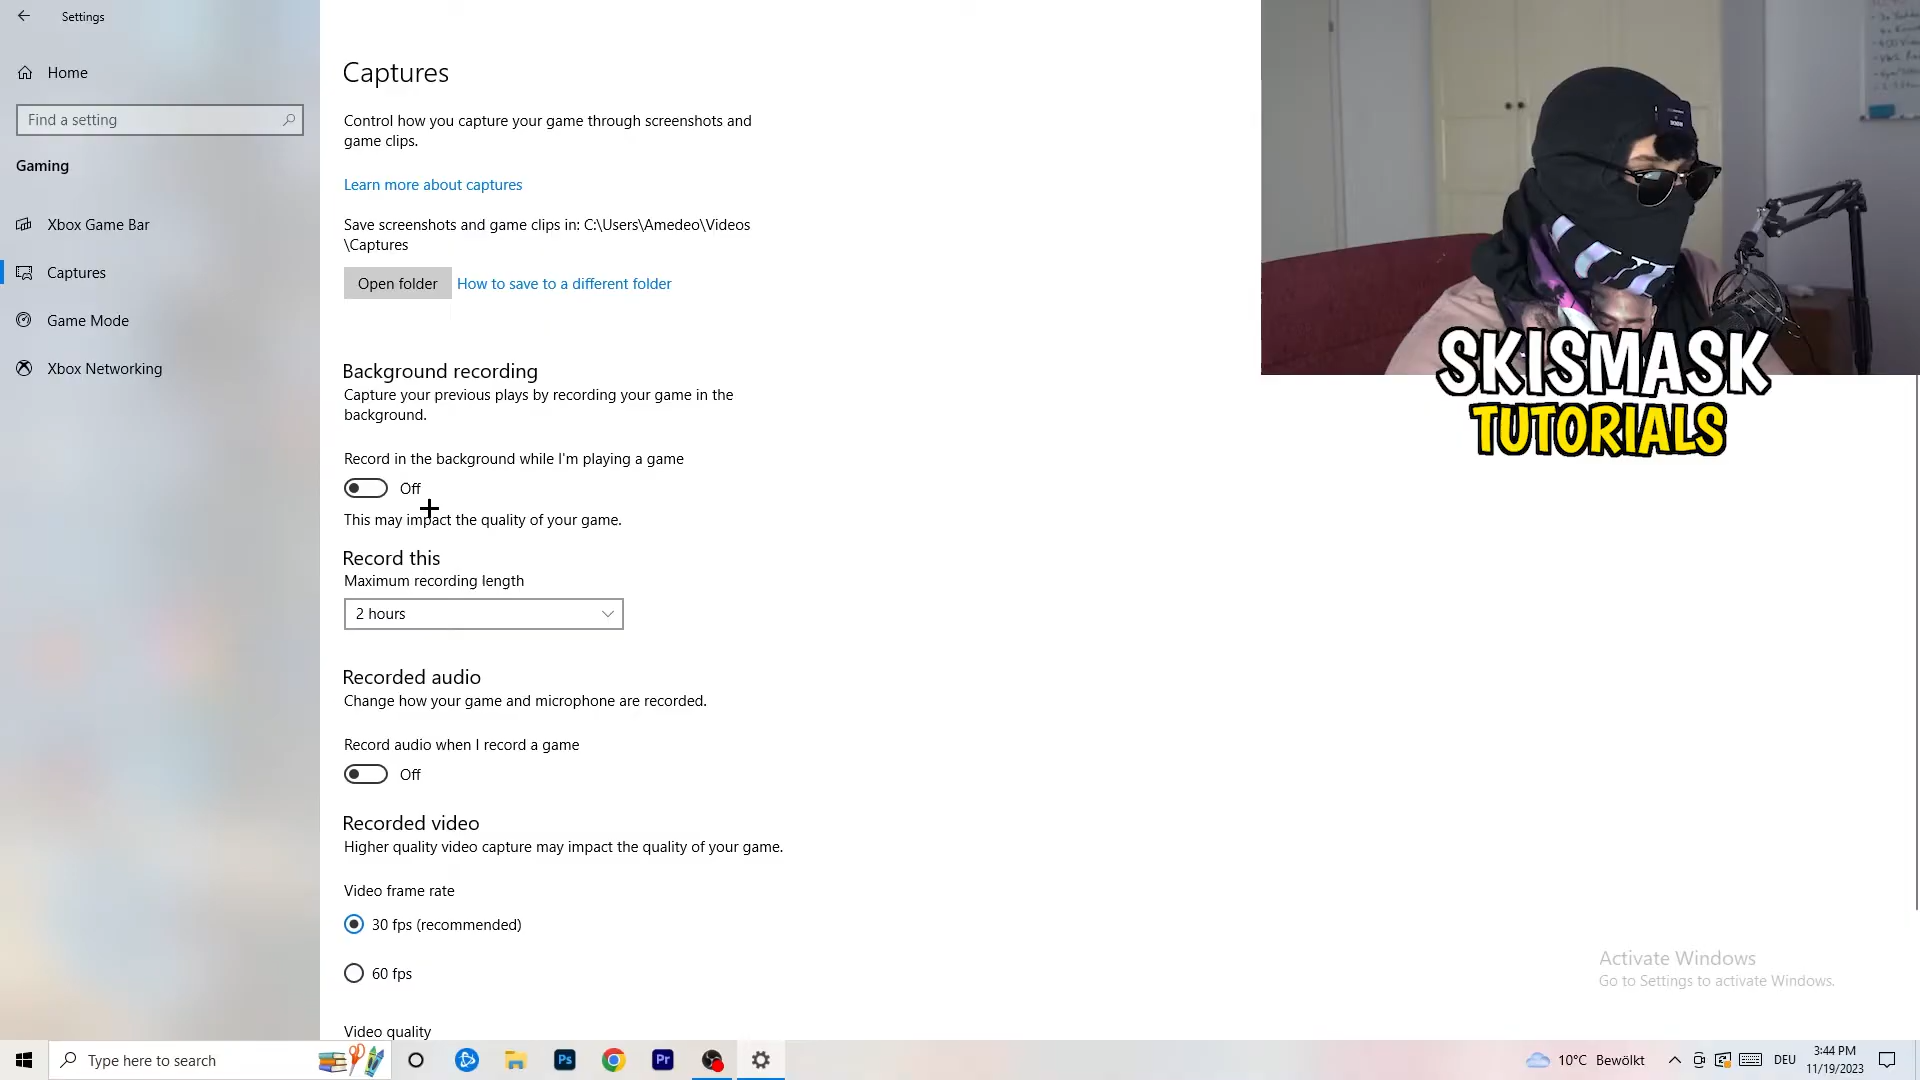 Settings
Home
Find a setting
Gaming
Xbox Game Bar
Captures
Game Mode
Xbox Networking
Captures
Control how you capture your game through screenshots and
game clips.
Learn more about captures
Save screenshots and game clips in: C:\Users\Amedeo\Videos
\Captures
Open folder
How to save to a different folder
Background recording
Capture your previous plays by recording your game in the
background.
Record in the background while I'm playing a game
Off
This may impact the quality of your game.
Record this
Maximum recording length
2 hours
Recorded audio
Change how your game and microphone are recorded.
Record audio when I record a game
Off
Recorded video
Higher quality video capture may impact the quality of your game.
Video frame rate
30 fps (recommended)
60 fps
Video quality
SKISMASK
TUTORIALS
Activate Windows
Go to Settings to activate Windows.
Type here to search
Ps
Pr
10°C Bewölkt
DEU
3:44 PM
11/19/2023